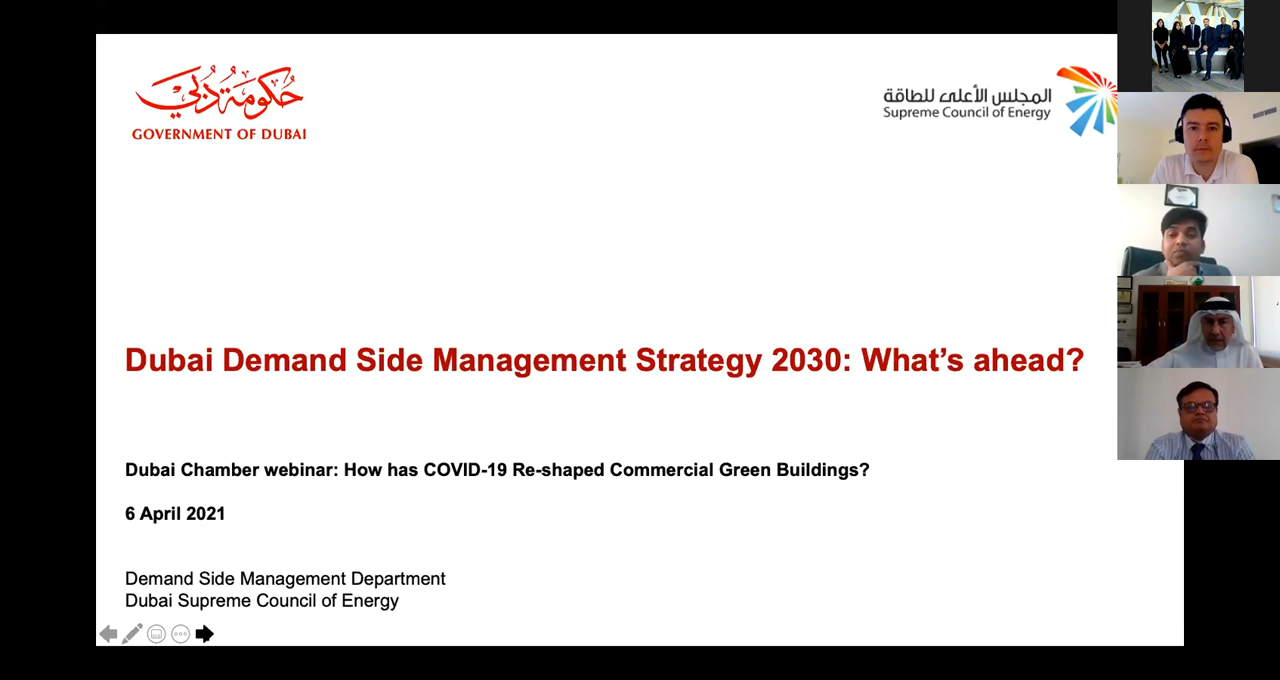 حكومة دبي
GOVERNMENT OF DUBAI
المجلس الأعلى للطاقة
Supreme Council of Energy
Dubai Demand Side Management Strategy 2030: What’s ahead?
Dubai Chamber webinar: How has COVID-19 Re-shaped Commercial Green Buildings?
6 April 2021
Demand Side Management Department
Dubai Supreme Council of Energy